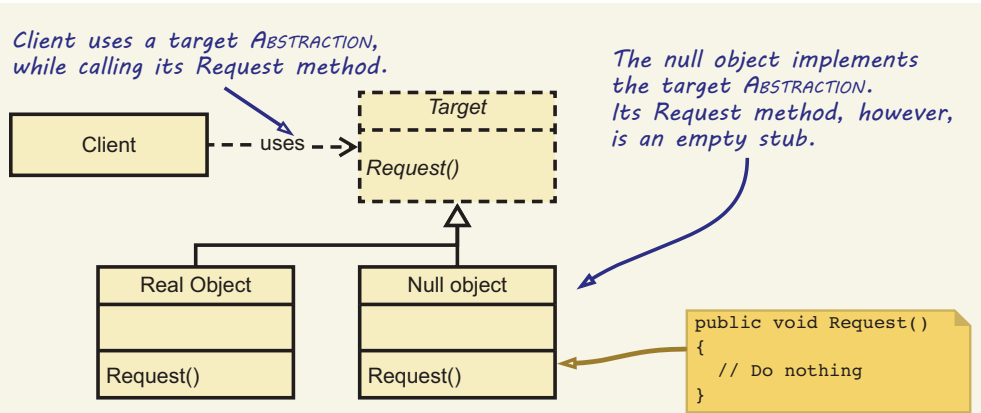 Client uses a target ABSTRACTION,
while calling its Request method.
The null object implements
the target ABSTRACTION.
Its Request method, however,
is an empty stub.
Client
uses
Target
Request()
Real Object
Request()
Null object
Request()
public void Request()
{
  // Do nothing
}